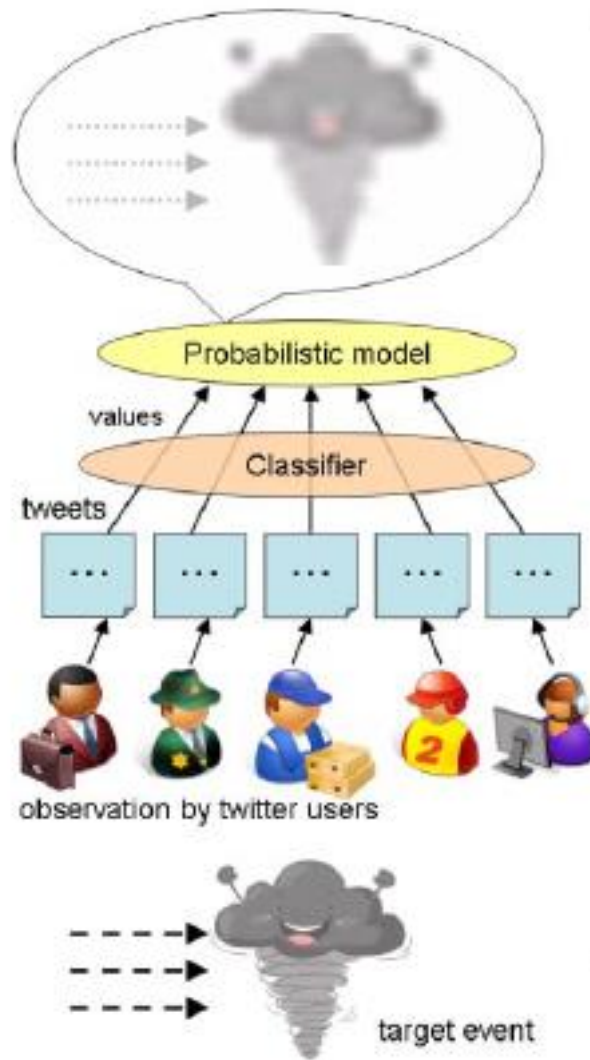 Probabilistic model
values
Classifier
tweets
... ... ... ... ...
2
observation by twitter users
target event